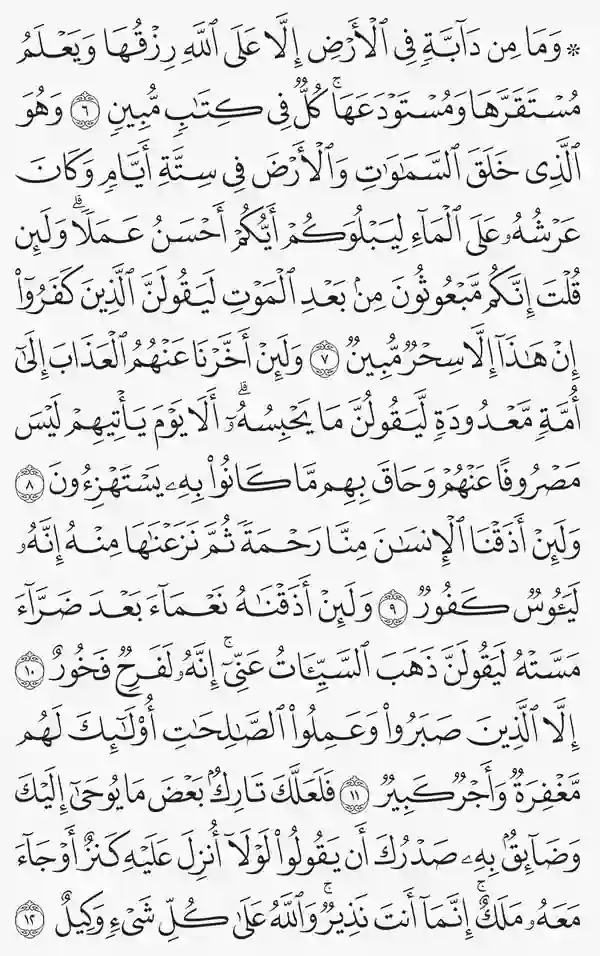 ۞ وَمَا مِن دَآبَّةٍ فِي ٱلْأَرْضِ إِلَّا عَلَى ٱللَّهِ رِزْقُهَا وَيَعْلَمُ
مُسْتَقَرَّهَا وَمُسْتَوْدَعَهَاۚ كُلٌّ فِي كِتَٰبٍ مُّبِينٍ ٦ وَهُوَ
ٱلَّذِي خَلَقَ ٱلسَّمَٰوَٰتِ وَٱلْأَرْضَ فِي سِتَّةِ أَيَّامٍ وَكَانَ
عَرْشُهُۥ عَلَى ٱلْمَآءِ لِيَبْلُوَكُمْ أَيُّكُمْ أَحْسَنُ عَمَلًاۗ وَلَئِن
قُلْتَ إِنَّكُم مَّبْعُوثُونَ مِنۢ بَعْدِ ٱلْمَوْتِ لَيَقُولَنَّ ٱلَّذِينَ كَفَرُوٓا۟
إِنْ هَٰذَآ إِلَّا سِحْرٌ مُّبِينٌ ٧ وَلَئِنْ أَخَّرْنَا عَنْهُمُ ٱلْعَذَابَ إِلَىٰٓ
أُمَّةٍ مَّعْدُودَةٍ لَّيَقُولُنَّ مَا يَحْبِسُهُۥٓۗ أَلَا يَوْمَ يَأْتِيهِمْ لَيْسَ
مَصْرُوفًا عَنْهُمْ وَحَاقَ بِهِم مَّا كَانُوا۟ بِهِۦ يَسْتَهْزِءُونَ ٨
وَلَئِنْ أَذَقْنَا ٱلْإِنسَٰنَ مِنَّا رَحْمَةً ثُمَّ نَزَعْنَٰهَا مِنْهُ إِنَّهُۥ
لَيَـُٔوسٌ كَفُورٌ ٩ وَلَئِنْ أَذَقْنَٰهُ نَعْمَآءَ بَعْدَ ضَرَّآءَ
مَسَّتْهُ لَيَقُولَنَّ ذَهَبَ ٱلسَّيِّـَٔاتُ عَنِّيٓۚ إِنَّهُۥ لَفَرِحٌ فَخُورٌ ١٠
إِلَّا ٱلَّذِينَ صَبَرُوا۟ وَعَمِلُوا۟ ٱلصَّٰلِحَٰتِ أُو۟لَٰٓئِكَ لَهُم
مَّغْفِرَةٌ وَأَجْرٌ كَبِيرٌ ١١ فَلَعَلَّكَ تَارِكٌۢ بَعْضَ مَا يُوحَىٰٓ إِلَيْكَ
وَضَآئِقٌۢ بِهِۦ صَدْرُكَ أَن يَقُولُوا۟ لَوْلَآ أُنزِلَ عَلَيْهِ كَنزٌ أَوْ جَآءَ
مَعَهُۥ مَلَكٌۚ إِنَّمَآ أَنتَ نَذِيرٌۚ وَٱللَّهُ عَلَىٰ كُلِّ شَيْءٍ وَكِيلٌ ١٢